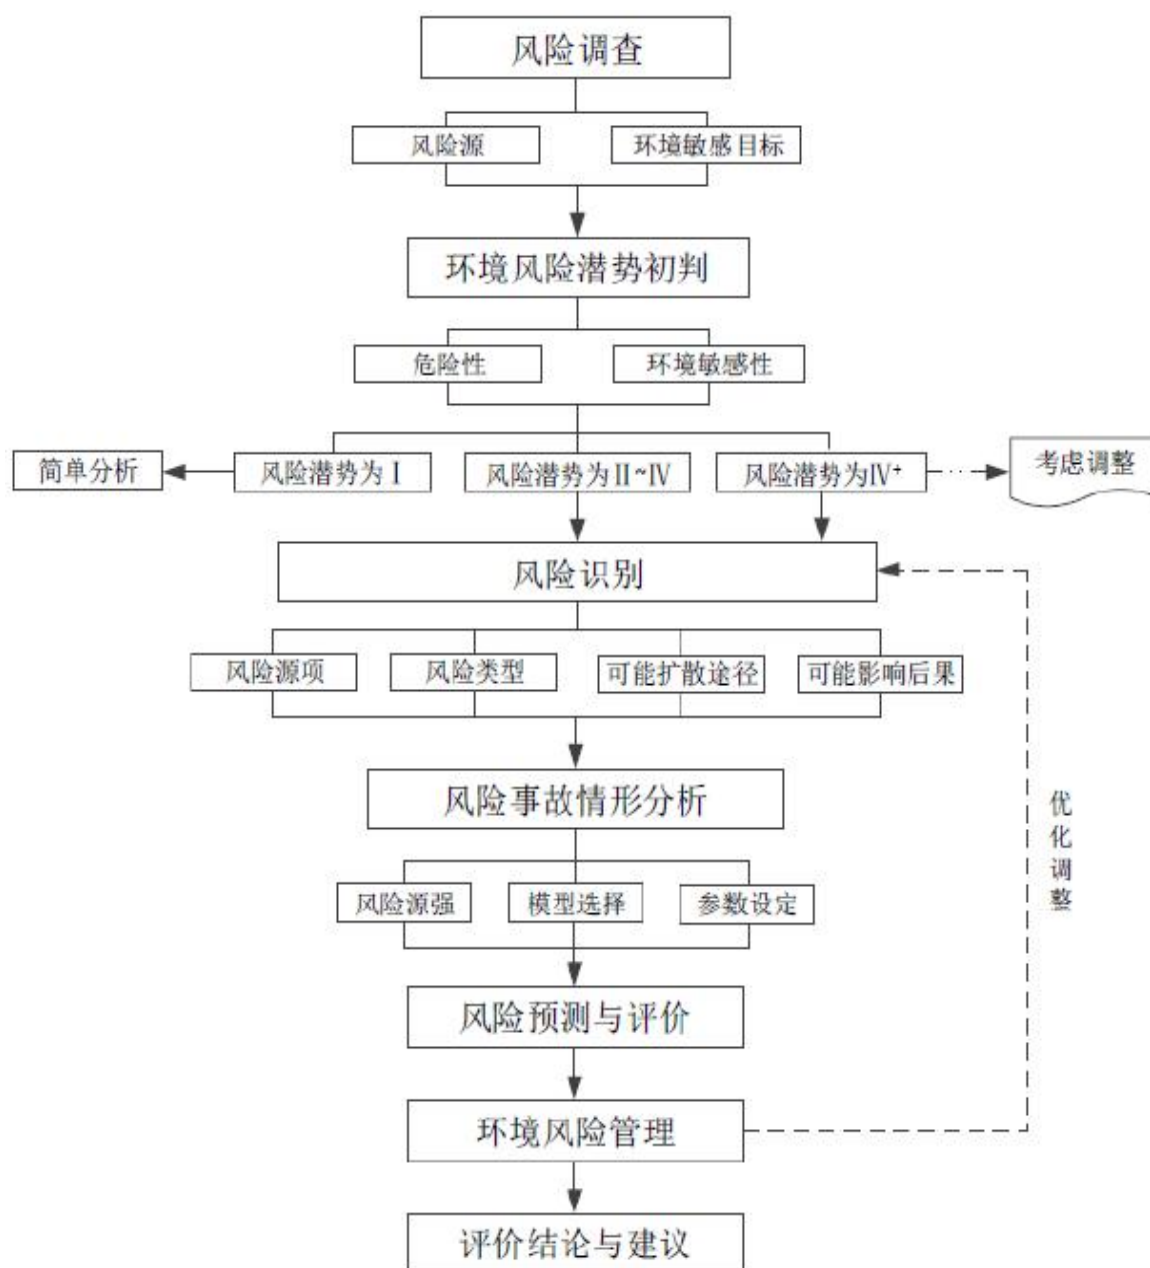 风险调查
风险源
环境敏感目标
环境风险潜势初判
危险性
环境敏感性
简单分析
风险潜势为Ⅰ
风险潜势为Ⅱ~Ⅳ
风险潜势为Ⅳ⁺
考虑调整
风险识别
风险源项
风险类型
可能扩散途径
可能影响后果
风险事故情形分析
优化调整
风险源强
模型选择
参数设定
风险预测与评价
环境风险管理
评价结论与建议